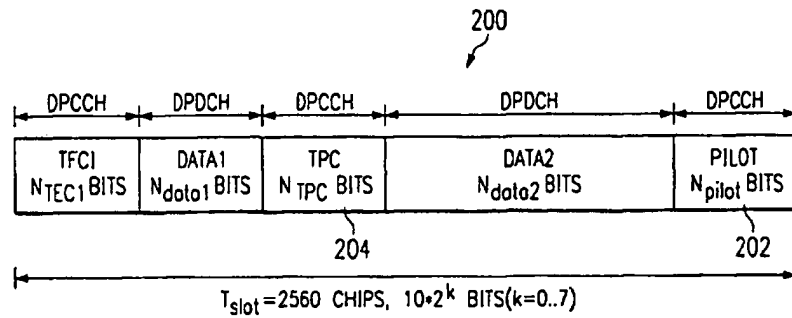 200
DPCCH DPDCH DPCCH DPDCH DPCCH
TFCI DATA1 TPC DATA2 PILOT
N_TEC1 BITS N_data1 BITS N_TPC BITS N_data2 BITS N_pilot BITS
204 202
T_slot=2560 CHIPS, 10*2^k BITS(k=0..7)